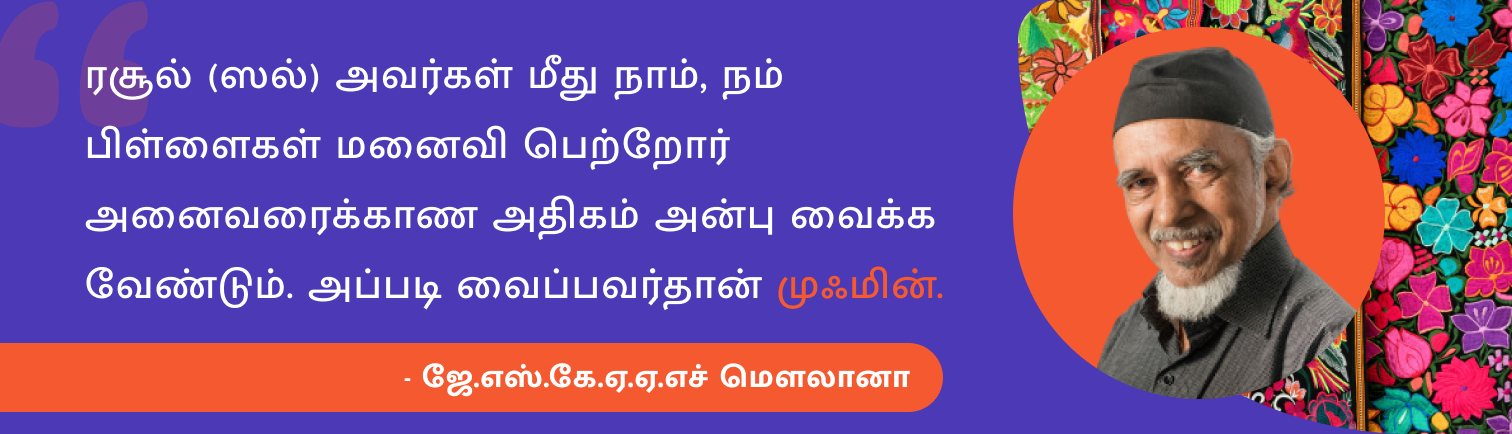 ரசூல் (ஸல்) அவர்கள் மீது நாம், நம்
பிள்ளைகள் மனைவி பெற்றோர்
அனைவரைக்காண அதிகம் அன்பு வைக்க
வேண்டும். அப்படி வைப்பவர்தான் முஃமின்.
- ஜே.எஸ்.கே.ஏ.ஏ.எச் மௌலானா